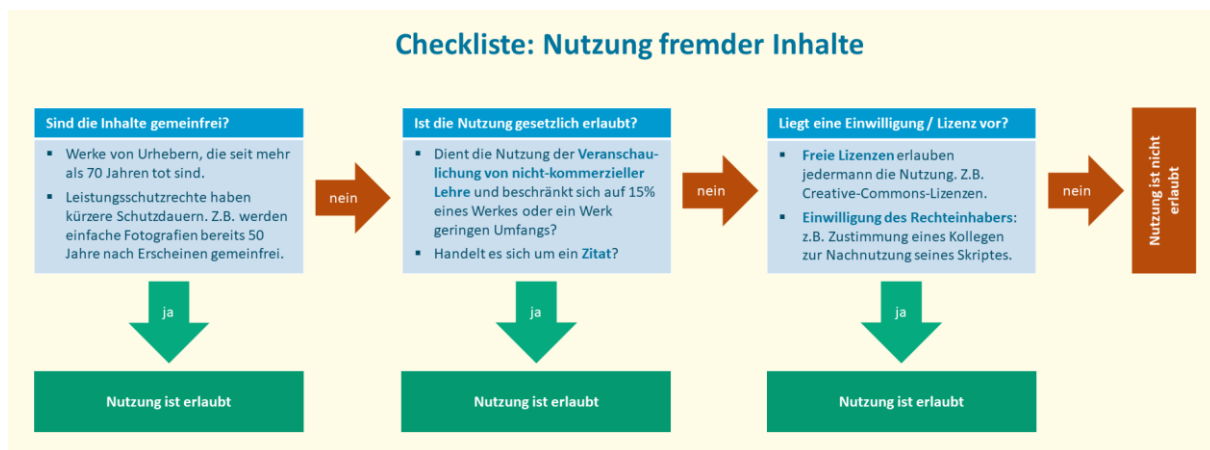 Checkliste: Nutzung fremder Inhalte
Sind die Inhalte gemeinfrei?
▪ Werke von Urhebern, die seit mehr
als 70 Jahren tot sind.
▪ Leistungsschutzrechte haben
kürzere Schutzdauern. Z.B. werden
einfache Fotografien bereits 50
Jahre nach Erscheinen gemeinfrei.
nein
Ist die Nutzung gesetzlich erlaubt?
▪ Dient die Nutzung der Veranschau-
lichung von nicht-kommerzieller
Lehre und beschränkt sich auf 15%
eines Werkes oder ein Werk
geringen Umfangs?
▪ Handelt es sich um ein Zitat?
nein
Liegt eine Einwilligung / Lizenz vor?
▪ Freie Lizenzen erlauben
jedermann die Nutzung. Z.B.
Creative-Commons-Lizenzen.
▪ Einwilligung des Rechteinhabers:
z.B. Zustimmung eines Kollegen
zur Nachnutzung seines Skriptes.
nein
Nutzung ist nicht
erlaubt
ja
ja
ja
Nutzung ist erlaubt
Nutzung ist erlaubt
Nutzung ist erlaubt